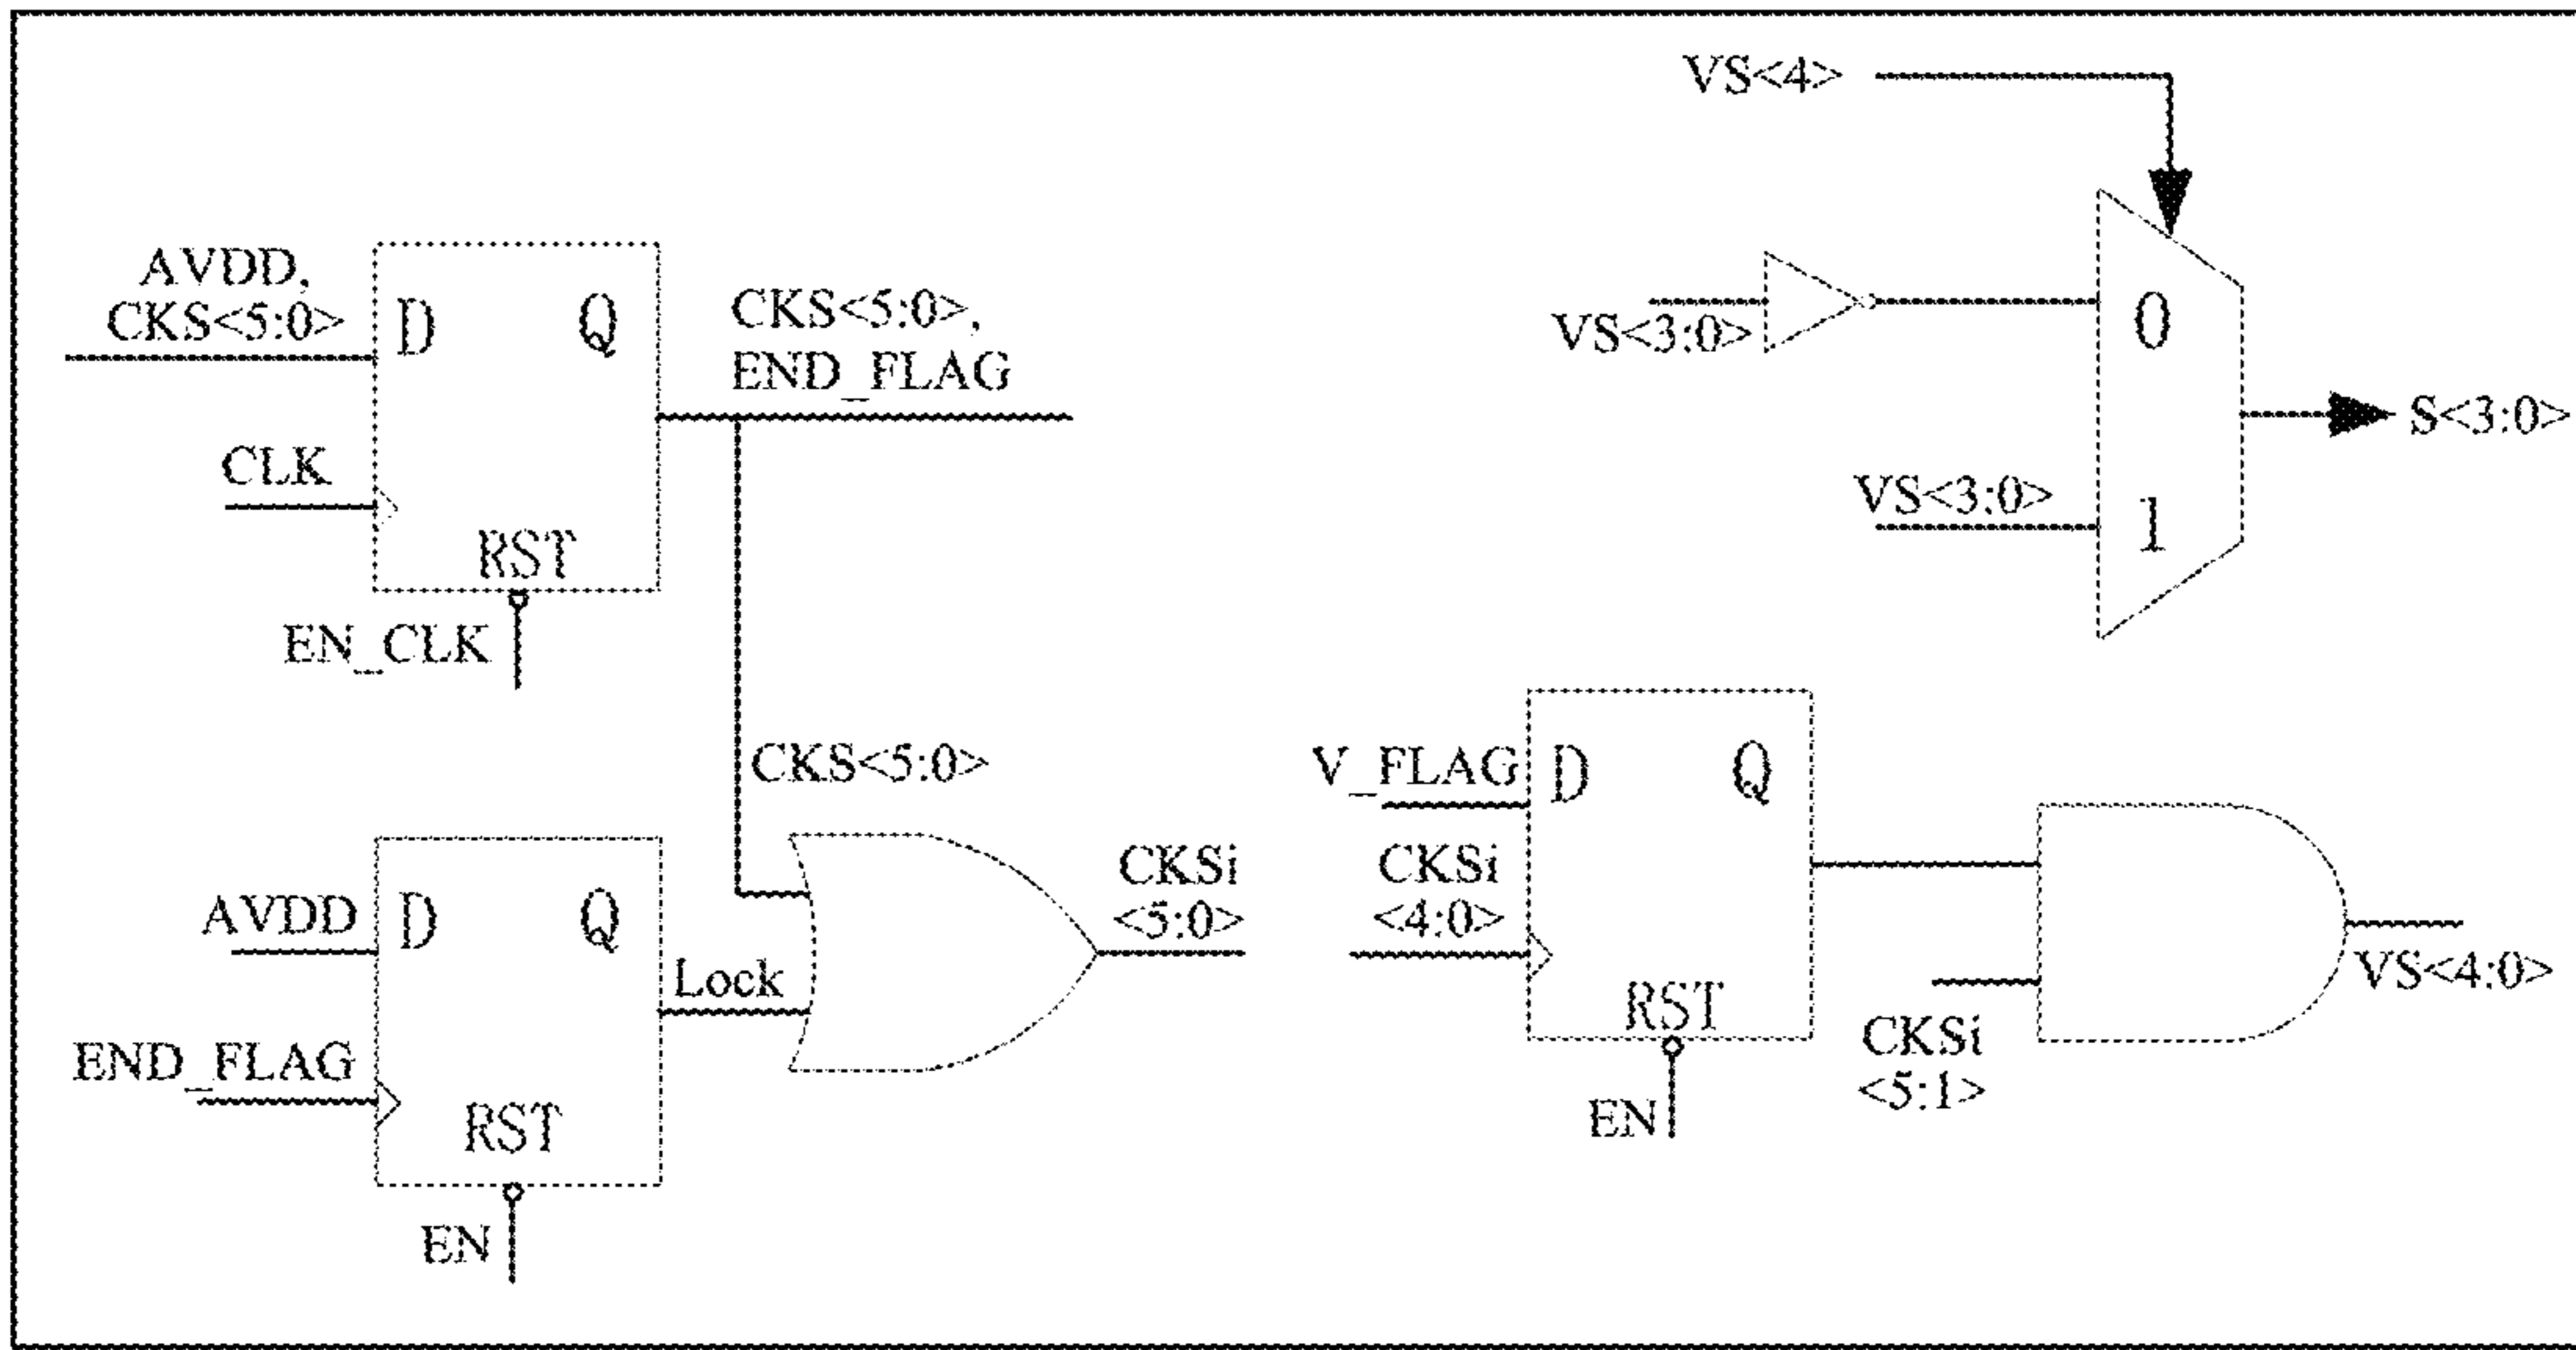 VS<4>
AVDD,
CKS<5:0>
D
Q
CKS<5:0>,
END_FLAG
CLK
RST
EN_CLK
VS<3:0>
0
S<3:0>
VS<3:0>
1
CKS<5:0>
AVDD
D
Q
Lock
END_FLAG
RST
EN
CKSi
<5:0>
V_FLAG
D
Q
CKSi
<4:0>
RST
EN
CKSi
<5:1>
VS<4:0>